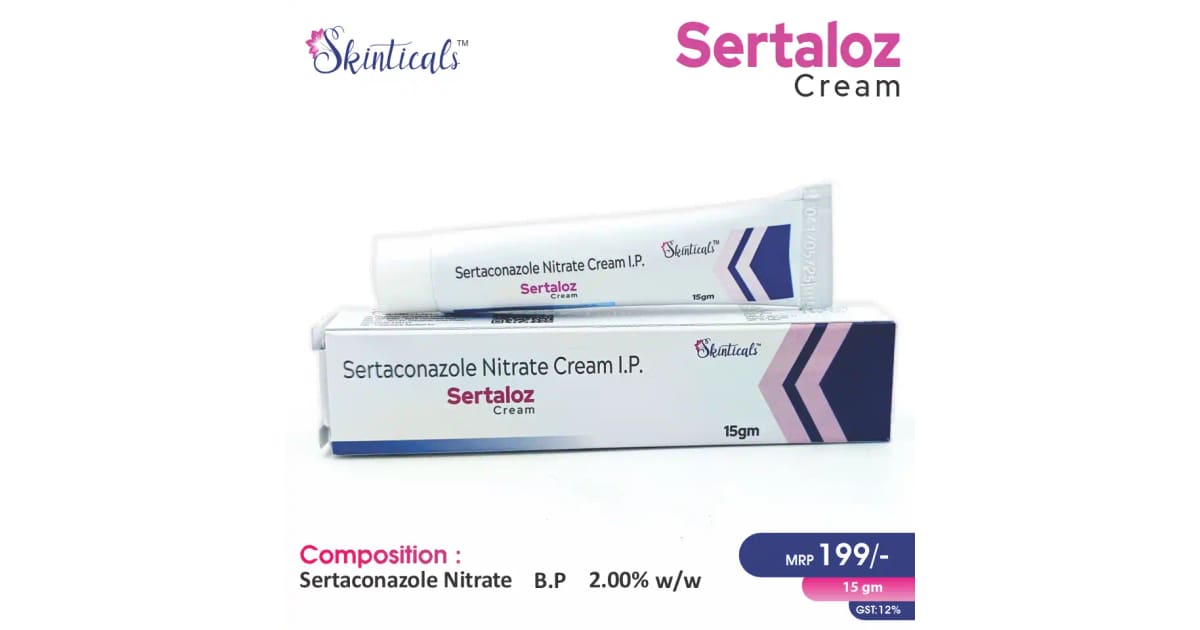 Skinticals™
Sertaloz
Cream
Sertaconazole Nitrate Cream I.P.
Skinticals™
Sertaloz
Cream
15gm
Sertaconazole Nitrate Cream I.P.
Skinticals™
Sertaloz
Cream
15gm
Composition :
Sertaconazole Nitrate B.P 2.00% w/w
MRP 199/-
15 gm
GST:12%